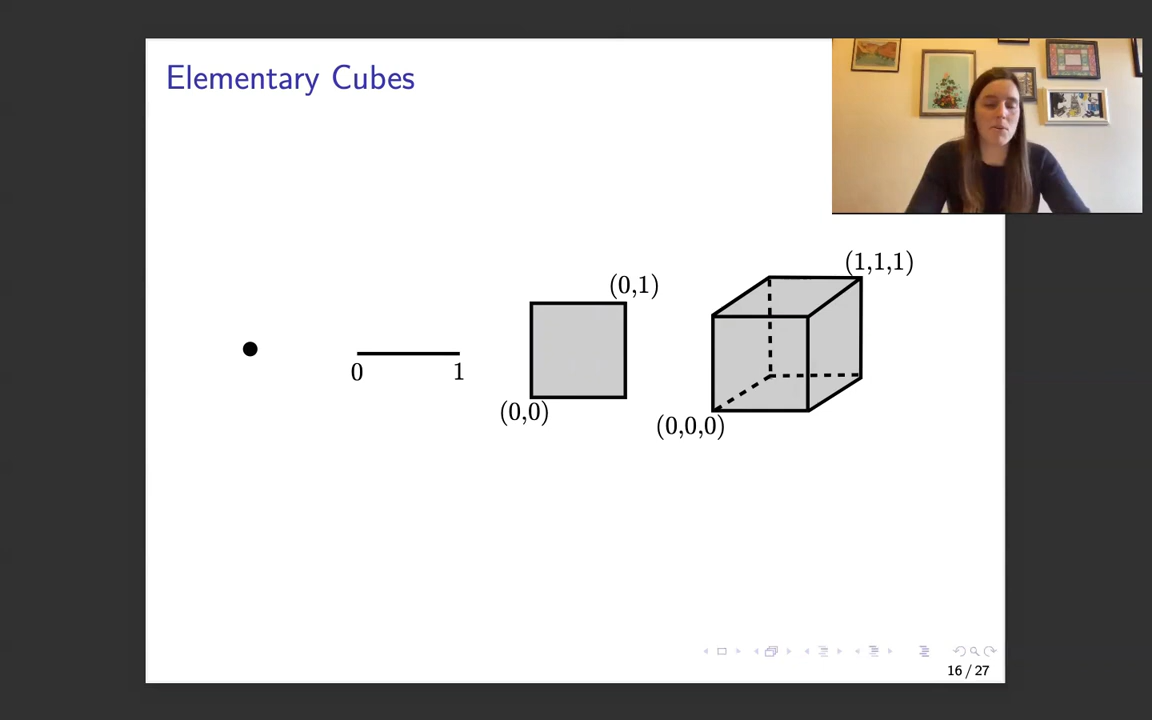 Elementary Cubes
(1,1,1)
(0,1)
0 1
(0,0)
(0,0,0)
16 / 27